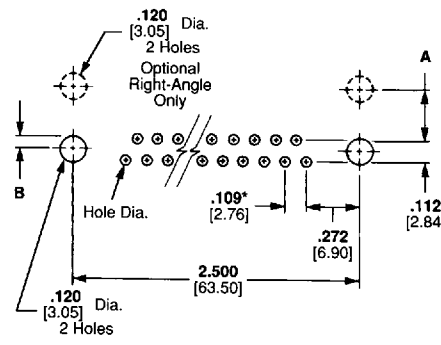 .120
[3.05] Dia.
2 Holes
Optional
Right-Angle
Only
A
B
Hole Dia.
.109*
[2.76]
.112
[2.84
.272
[6.90]
2.500
[63.50]
.120
[3.05] Dia.
2 Holes